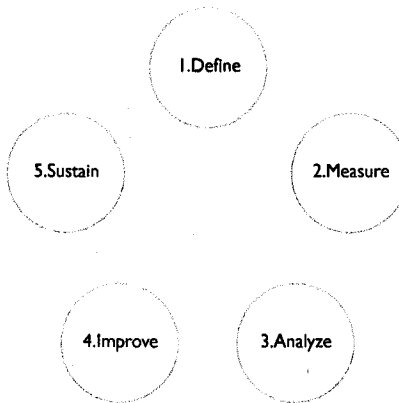 1.Define
2.Measure
3.Analyze
4.Improve
5.Sustain